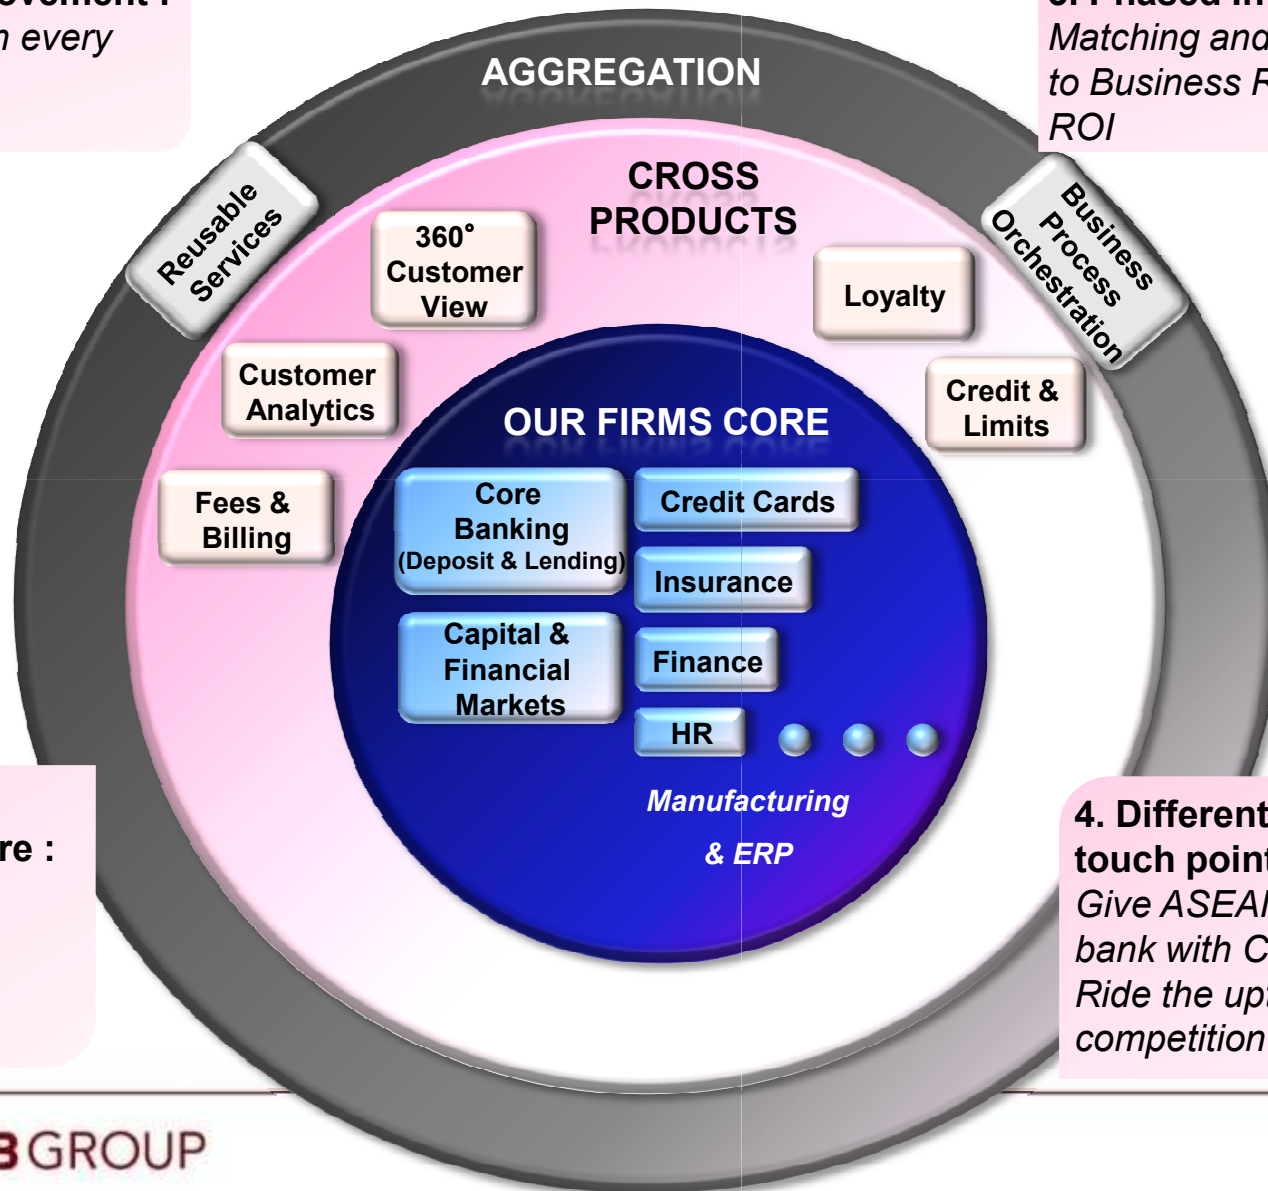 ovement :
n every
Matching and
to Business R
ROI
AGGREGATION
Reusable
Services
Business
Process
Orchestration
CROSS
PRODUCTS
360°
Customer
View
Loyalty
Customer
Analytics
Credit &
Limits
Fees &
Billing
OUR FIRMS CORE
Core
Banking
(Deposit & Lending)
Credit Cards
Insurance
Capital &
Financial
Markets
Finance
HR
Manufacturing
& ERP
re :
4. Different
touch point
Give ASEA
bank with C
Ride the up
competition
B GROUP